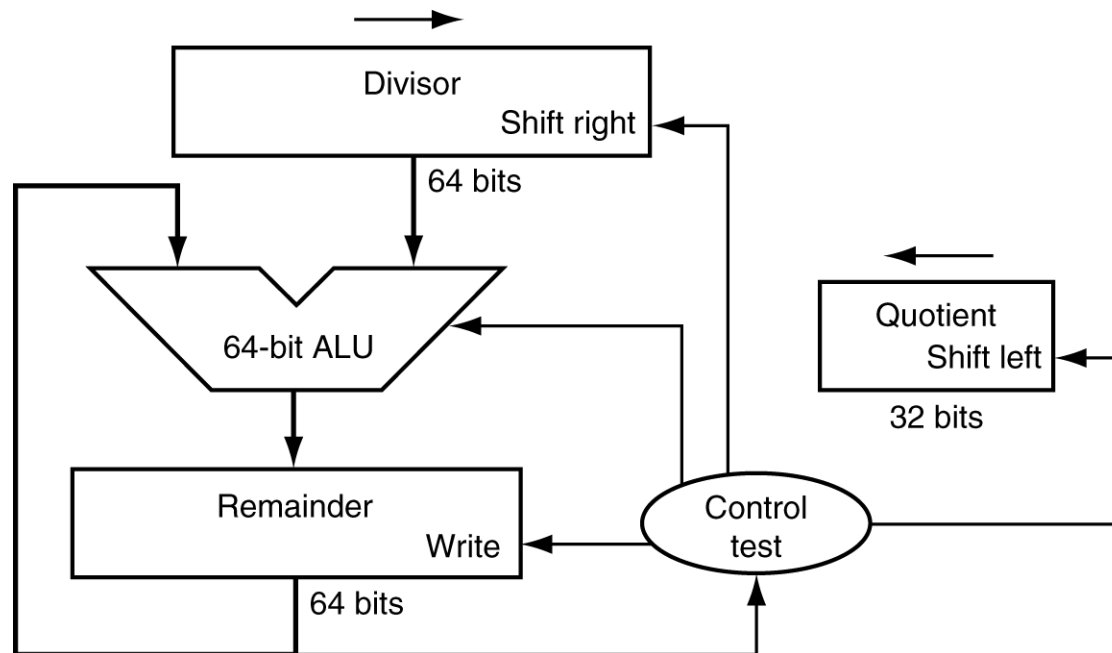 Divisor
Shift right
64 bits
64-bit ALU
Quotient
Shift left
32 bits
Remainder
Write
Control
test
64 bits